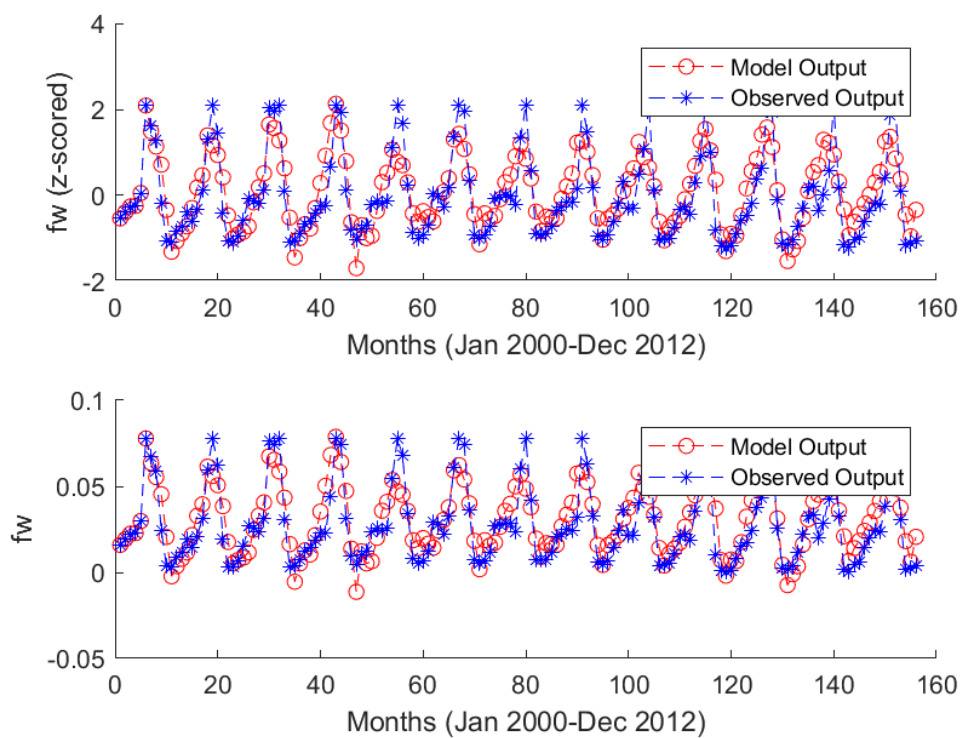 4
2
0
-2
fw (z-scored)
Model Output
Observed Output
0 20 40 60 80 100 120 140 160
Months (Jan 2000-Dec 2012)
0.1
0.05
0
-0.05
fw
Model Output
Observed Output
0 20 40 60 80 100 120 140 160
Months (Jan 2000-Dec 2012)